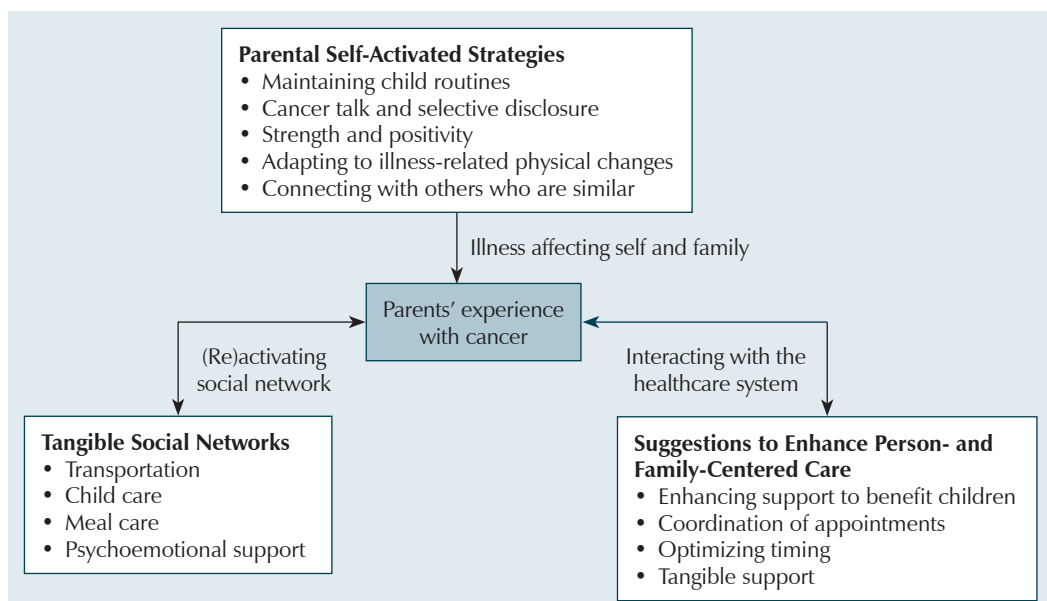 Parental Self-Activated Strategies
• Maintaining child routines
• Cancer talk and selective disclosure
• Strength and positivity
• Adapting to illness-related physical changes
• Connecting with others who are similar
Illness affecting self and family
Parents’ experience
with cancer
(Re)activating
social network
Interacting with the
healthcare system
Tangible Social Networks
• Transportation
• Child care
• Meal care
• Psychoemotional support
Suggestions to Enhance Person- and
Family-Centered Care
• Enhancing support to benefit children
• Coordination of appointments
• Optimizing timing
• Tangible support